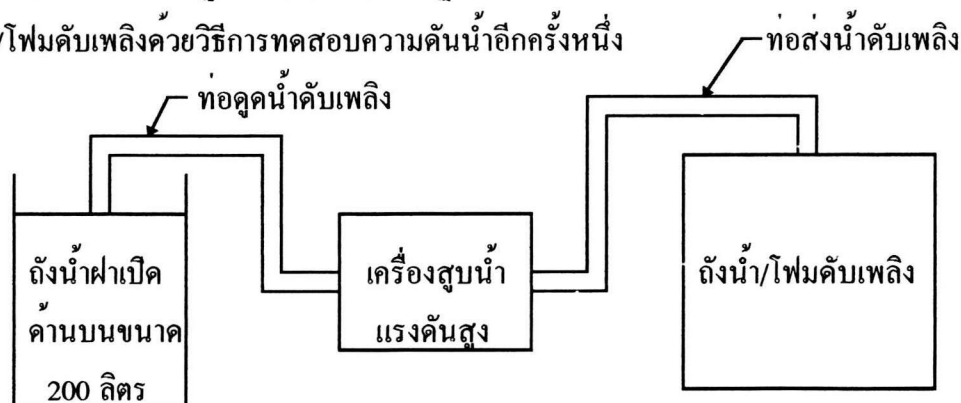 /โฟมดับเพลิงด้วยวิธีการทดสอบความดันน้ำอีกครั้งหนึ่ง
ท่อส่งน้ำดับเพลิง
ท่อดูดน้ำดับเพลิง
ถังน้ำฝาเปิด
ด้านบนขนาด
200 ลิตร
เครื่องสูบน้ำ
แรงดันสูง
ถังน้ำ/โฟมดับเพลิง